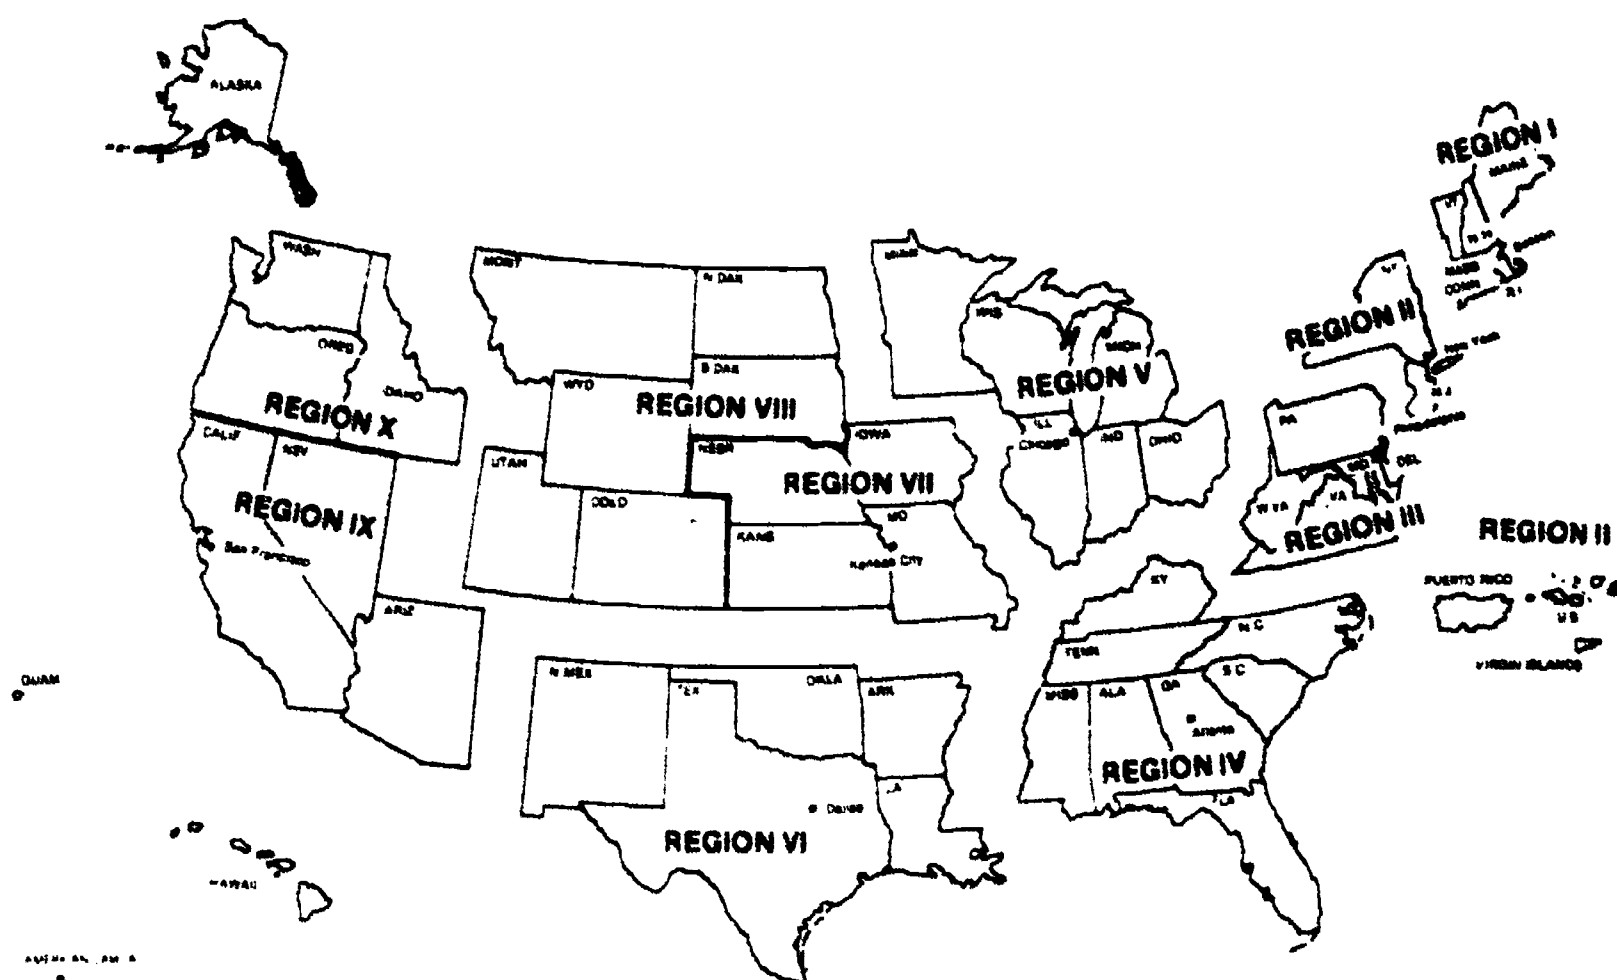 ALASKA
REGION I
MAINE
VT
N H
Boston
MASS
CONN
R I
WASH
MONT
N DAK
MINN
N Y
REGION II
New York
N J
OREG
IDAHO
WYO
S DAK
WIS
MICH
REGION V
REGION X
REGION VIII
PA
Philadelphia
CALIF
NEV
UTAH
NEBR
IOWA
ILL
Chicago
IND
OHIO
MD
DEL
REGION VII
REGION IX
COLO
W VA
VA
REGION III
REGION II
San Francisco
KANS
MO
Kansas City
KY
PUERTO RICO
ARIZ
N C
TENN
VIRGIN ISLANDS
GUAM
N MEX
TEX
OKLA
ARK
MISS
ALA
GA
S C
Atlanta
REGION IV
LA
FLA
Dallas
REGION VI
HAWAII